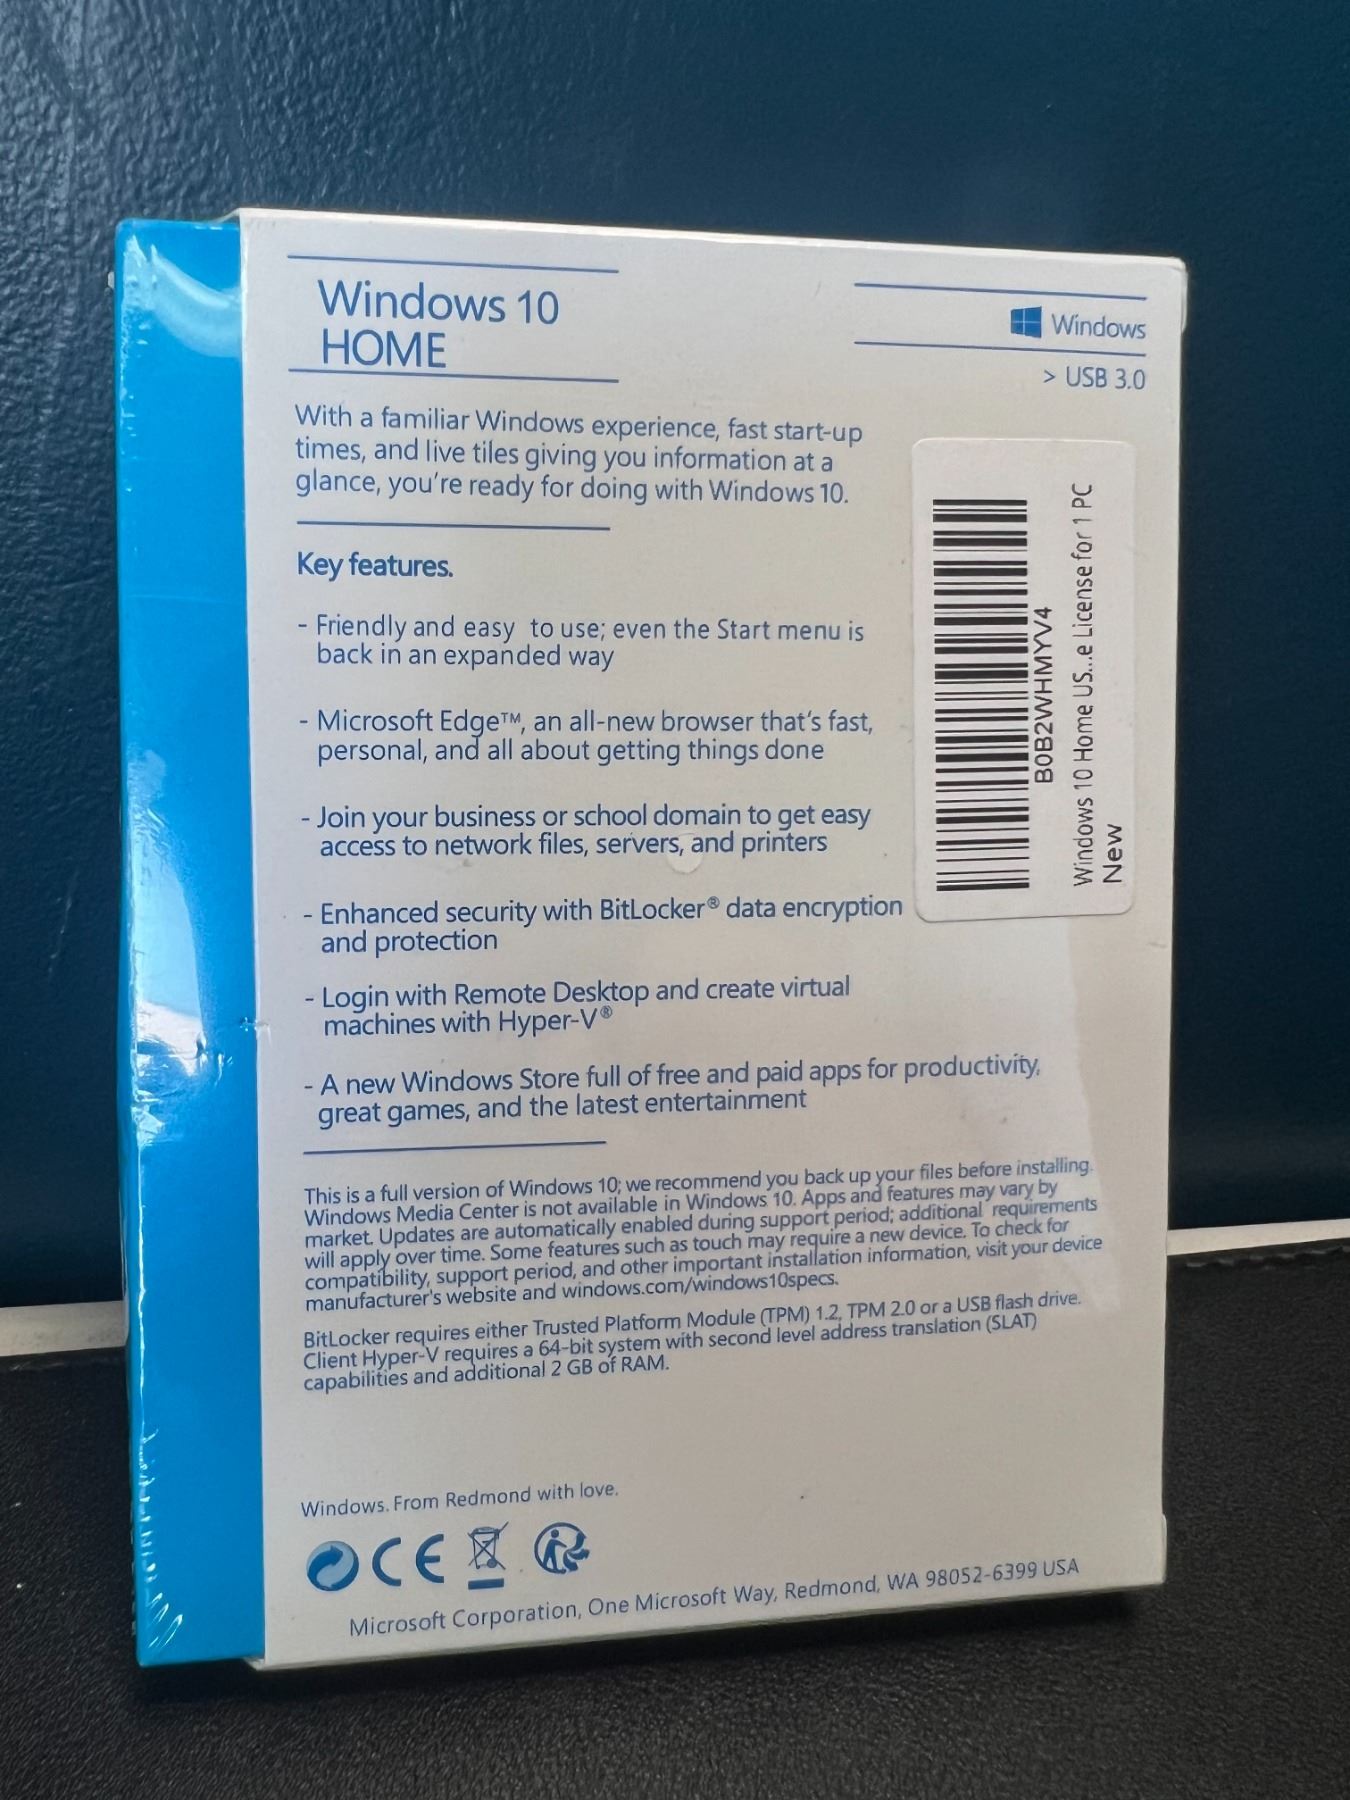 Windows 10
HOME
Windows
> USB 3.0
With a familiar Windows experience, fast start-up
times, and live tiles giving you information at a
glance, you're ready for doing with Windows 10.
Key features.
- Friendly and easy to use; even the Start menu is
back in an expanded way
- Microsoft Edge™, an all-new browser that's fast,
personal, and all about getting things done
- Join your business or school domain to get easy
access to network files, servers, and printers
- Enhanced security with BitLocker® data encryption
and protection
- Login with Remote Desktop and create virtual
machines with Hyper-V®
- A new Windows Store full of free and paid apps for productivity,
great games, and the latest entertainment
B0B2WHMYV4
Windows 10 Home US...e License for 1 PC
New
This is a full version of Windows 10; we recommend you back up your files before installing.
Windows Media Center is not available in Windows 10. Apps and features may vary by
market. Updates are automatically enabled during support period; additional requirements
will apply over time. Some features such as touch may require a new device. To check for
compatibility, support period, and other important installation information, visit your device
manufacturer's website and windows.com/windows10specs.
BitLocker requires either Trusted Platform Module (TPM) 1.2, TPM 2.0 or a USB flash drive.
Client Hyper-V requires a 64-bit system with second level address translation (SLAT)
capabilities and additional 2 GB of RAM.
Windows. From Redmond with love.
CE
Microsoft Corporation, One Microsoft Way, Redmond, WA 98052-6399 USA